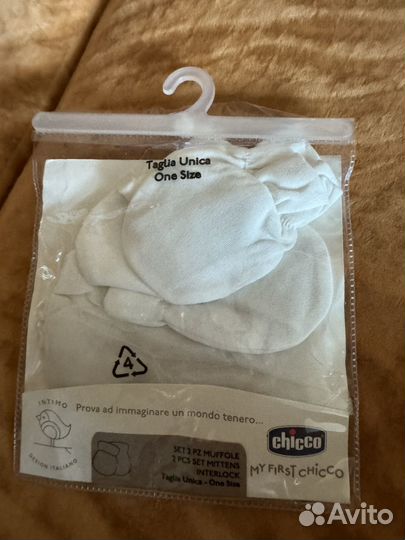 Taglia Unica
One Size
4
INTIMO
DESIGN ITALIANO
Prova ad immaginare un mondo tenero...
chicco
MY FIRST CHICCO
SET 2 PZ MUFFOLE
2 PCS SET MITTENS
INTERLOCK
Taglia Unica - One Size
Avito